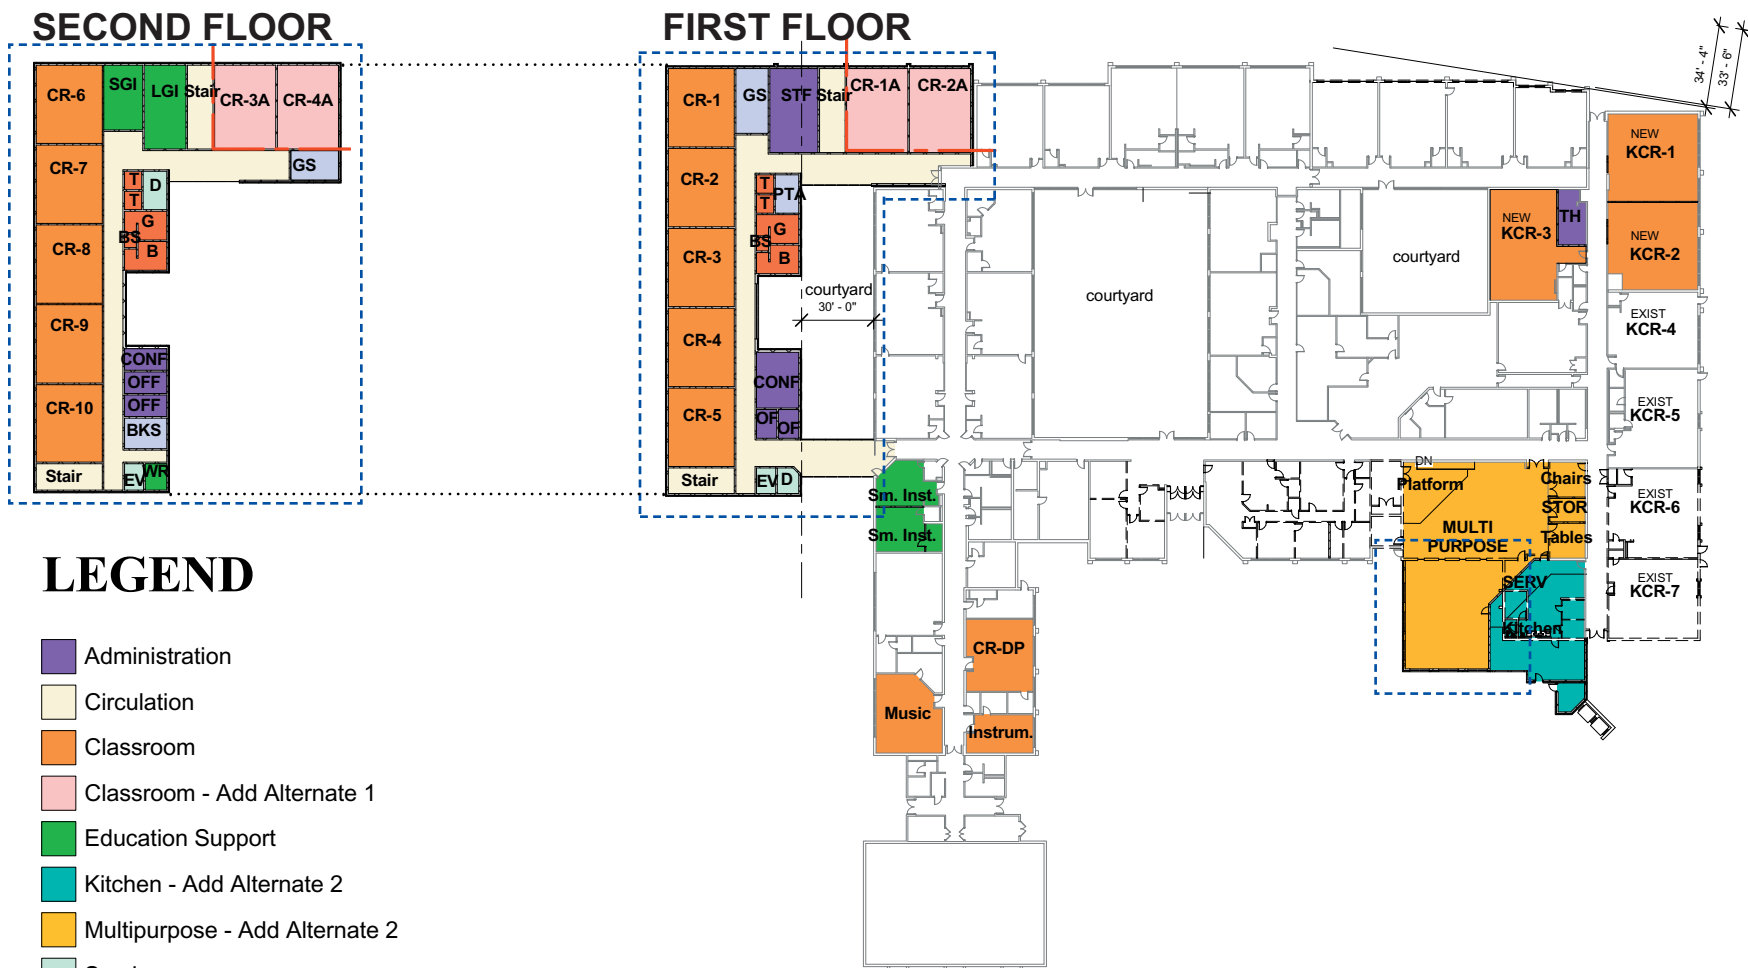 SECOND FLOOR
CR-6
SGI
LGI
Stair
CR-3A
CR-4A
CR-7
GS
T
T
D
G
BS
B
CR-8
CR-9
CONF
OFF
OFF
BKS
CR-10
Stair
EV
WR
FIRST FLOOR
CR-1
GS
STF
Stair
CR-1A
CR-2A
CR-2
T
T
PTA
G
BS
B
CR-3
courtyard
30' - 0"
CR-4
CONF
OF
OF
CR-5
Stair
EV
D
Sm. Inst.
Sm. Inst.
CR-DP
Music
Instrum.
courtyard
courtyard
34' - 4"
33' - 6"
NEW
KCR-1
NEW
KCR-2
NEW
KCR-3
TH
EXIST
KCR-4
EXIST
KCR-5
EXIST
KCR-6
EXIST
KCR-7
DN
Platform
Chairs
STOR
Tables
MULTI
PURPOSE
SERV
Kitchen
LEGEND
Administration
Circulation
Classroom
Classroom - Add Alternate 1
Education Support
Kitchen - Add Alternate 2
Multipurpose - Add Alternate 2